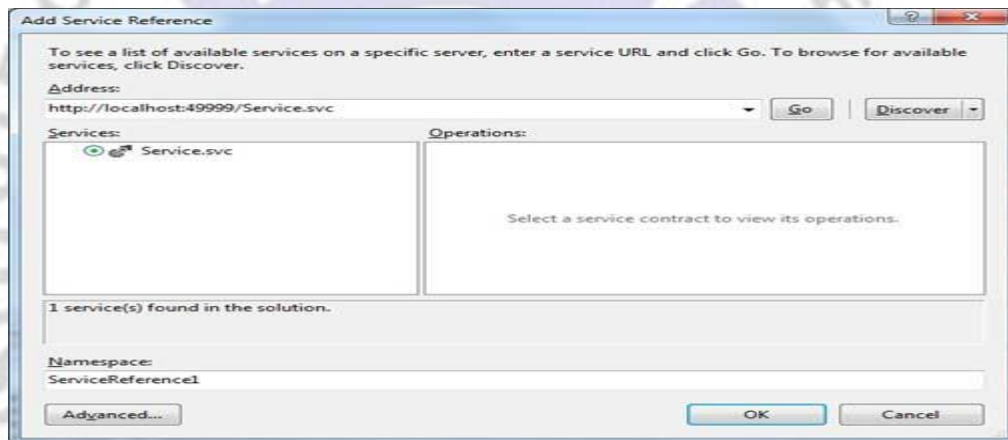 Add Service Reference
To see a list of available services on a specific server, enter a service URL and click Go. To browse for available
services, click Discover.
Address:
http://localhost:49999/Service.svc
Go
Discover
Services:
Operations:
Service.svc
Select a service contract to view its operations.
1 service(s) found in the solution.
Namespace:
ServiceReference1
Advanced...
OK
Cancel